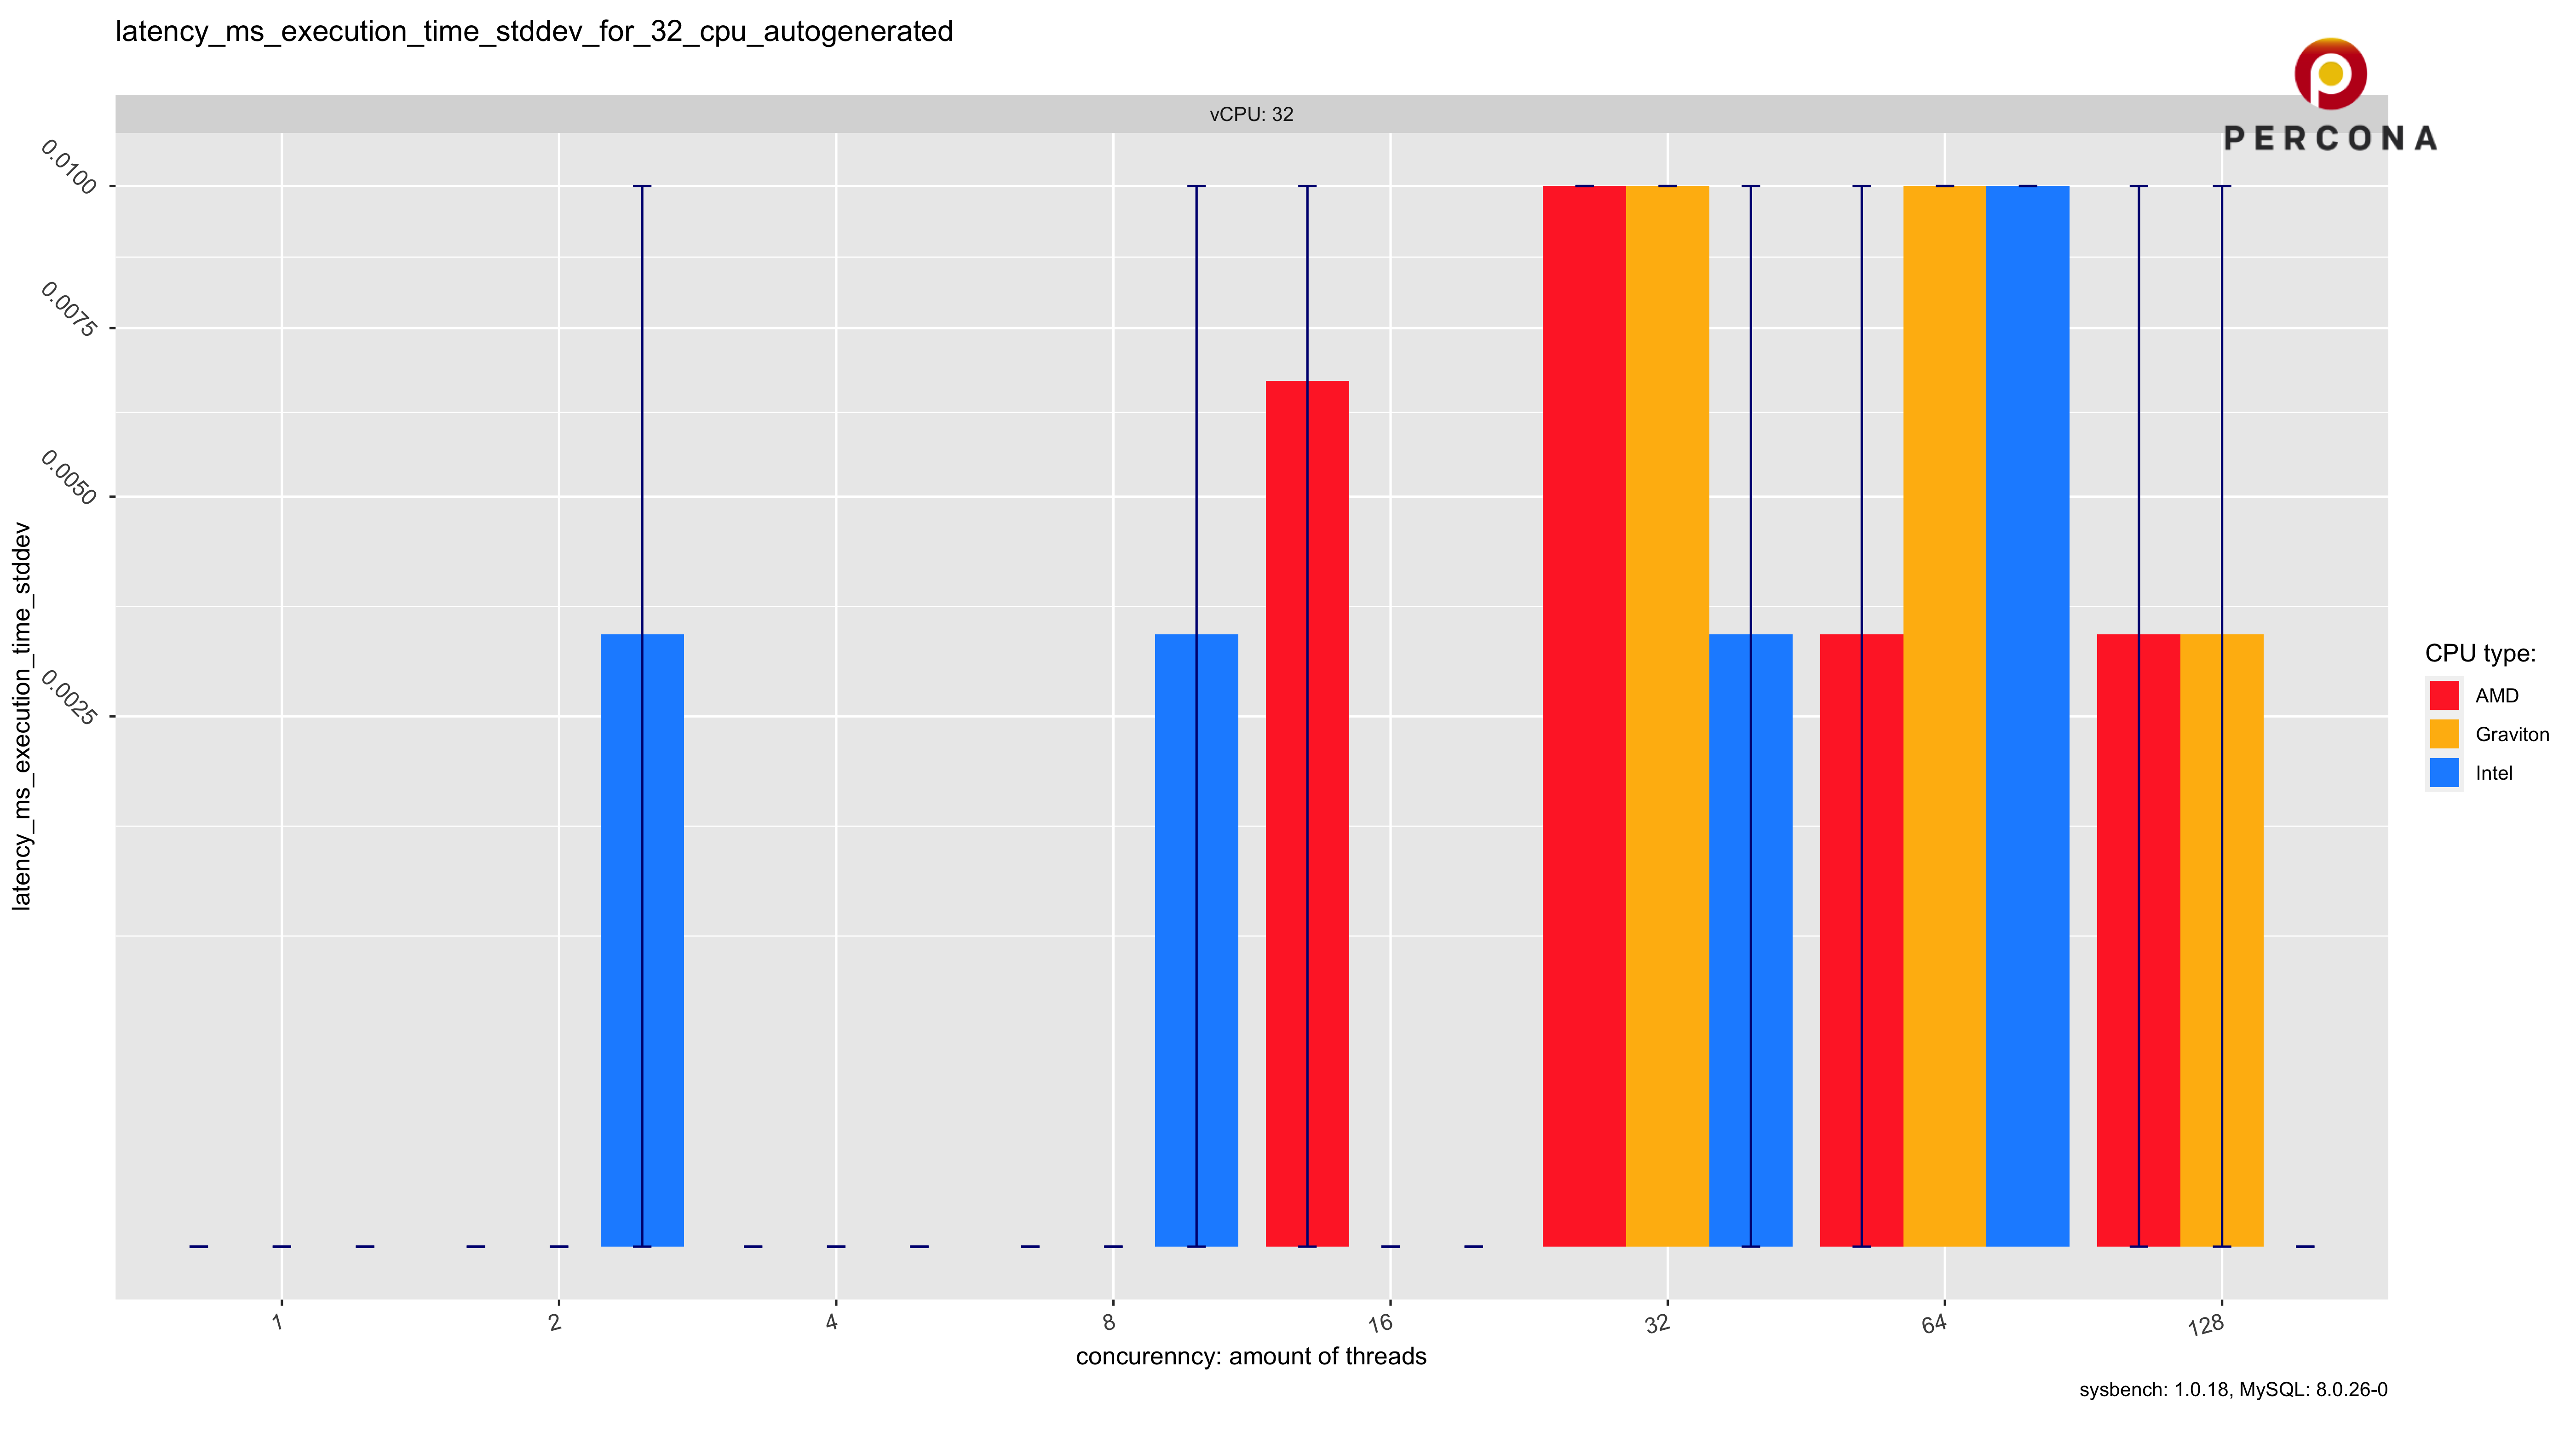 latency_ms_execution_time_stddev_for_32_cpu_autogenerated
PERCONA
vCPU: 32
0.0100
0.0075
0.0050
0.0025
latency_ms_execution_time_stddev
CPU type:
AMD
Graviton
Intel
1 2 4 8 16 32 64 128
concurenncy: amount of threads
sysbench: 1.0.18, MySQL: 8.0.26-0